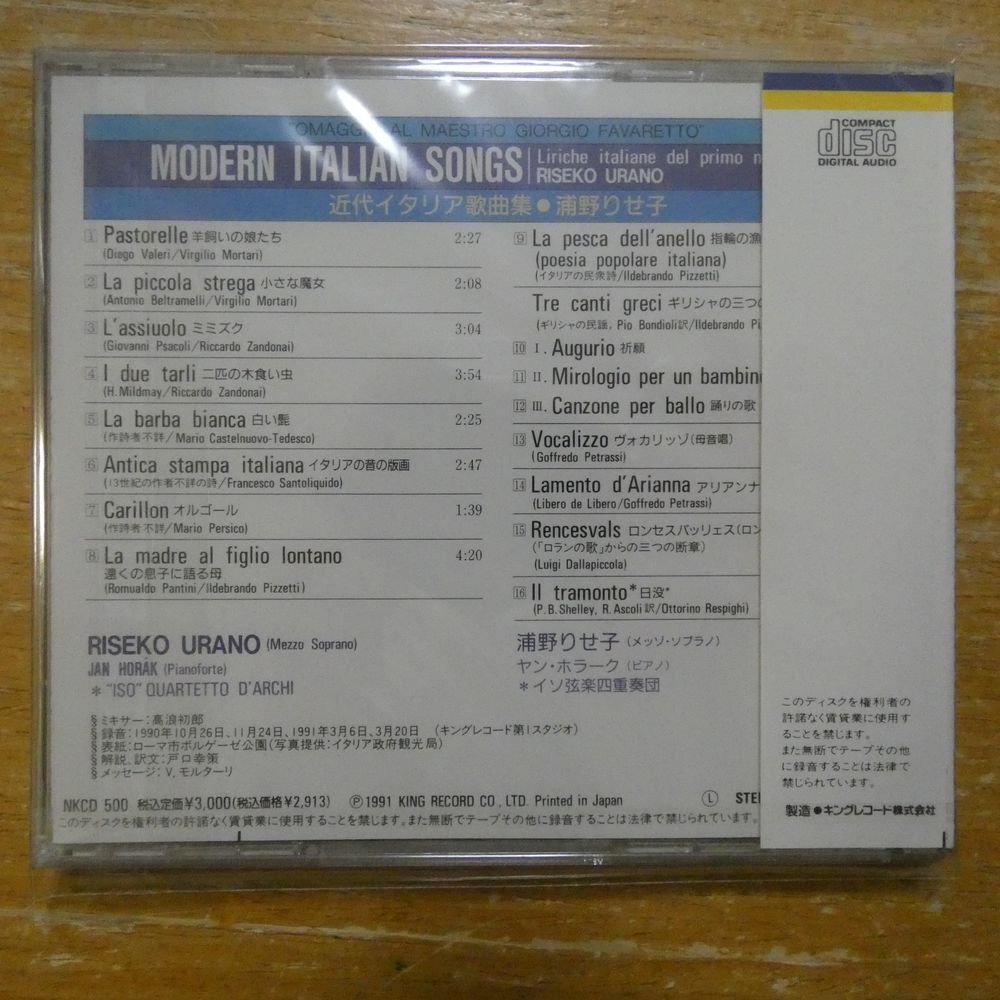 "OMAGGIO AL MAESTRO GIORGIO FAVARETTO"
MODERN ITALIAN SONGS
Liriche italiane del primo
RISEKO URANO
近代イタリア歌曲集●浦野りせ子
1 Pastorelle 羊飼いの娘たち 2:27
(Diego Valeri/Virgilio Mortari)
2 La piccola strega 小さな魔女 2:08
(Antonio Beltramelli/Virgilio Mortari)
3 L'assiuolo ミミズク 3:04
(Giovanni Psacoli/Riccardo Zandonai)
4 I due tarli 二匹の木食い虫 3:54
(H. Mildmay/Riccardo Zandonai)
5 La barba bianca 白い髭 2:25
(作詩者不詳/Mario Castelnuovo-Tedesco)
6 Antica stampa italiana イタリアの昔の版画 2:47
(13世紀の作者不詳の詩/Francesco Santoliquido)
7 Carillon オルゴール 1:39
(作詩者不詳/Mario Persico)
8 La madre al figlio lontano 4:20
遠くの息子に語る母
(Romualdo Pantini/Ildebrando Pizzetti)
9 La pesca dell'anello 指輪の漁
(poesia popolare italiana)
(イタリアの民衆詩/Ildebrando Pizzetti)
Tre canti greci ギリシャの三つの
(ギリシャの民謡, Pio Bondioli訳/Ildebrando
10 I. Augurio 祈願
11 II. Mirologio per un bambino
12 III. Canzone per ballo 踊りの歌
13 Vocalizzo ヴォカリッゾ(母音唱)
(Goffredo Petrassi)
14 Lamento d'Arianna アリアンナ
(Libero de Libero/Goffredo Petrassi)
15 Rencesvals ロンセスバッリェス(ロン
(「ロランの歌」からの三つの断章)
(Luigi Dallapiccola)
16 Il tramonto* 日没*
(P.B. Shelley, R. Ascoli 訳/Ottorino Respighi)
RISEKO URANO (Mezzo Soprano)
JAN HORÁK (Pianoforte)
* "ISO" QUARTETTO D'ARCHI
浦野りせ子 (メッゾ・ソプラノ)
ヤン・ホラーク (ピアノ)
*イソ弦楽四重奏団
§ミキサー：高浪初郎
§録音：1990年10月26日、11月24日、1991年3月6日、3月20日 (キングレコード第1スタジオ)
§表紙：ローマ市ボルゲーゼ公園(写真提供：イタリア政府観光局)
§解説、訳文：戸口幸策
§メッセージ：V.モルターリ
NKCD 500 税込定価¥3,000(税込価格¥2,913) Ⓟ1991 KING RECORD CO., LTD. Printed in Japan Ⓛ
このディスクを権利者の許諾なく賃貸業に使用することを禁じます。また無断でテープその他に録音することは法律で禁じられています。
COMPACT
disc
DIGITAL AUDIO
このディスクを権利者の
許諾なく賃貸業に使用す
ることを禁じます。
また無断でテープその他
に録音することは法律で
禁じられています。
製造●キングレコード株式会社